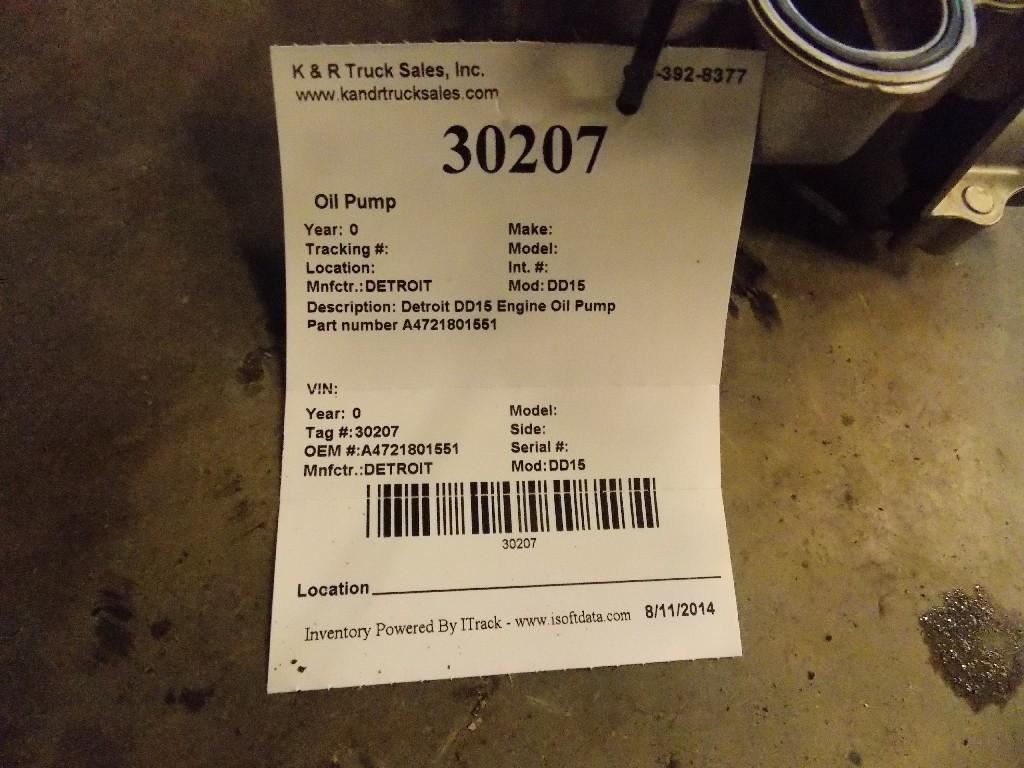 K & R Truck Sales, Inc.
-392-8377
www.kandrtrucksales.com
30207
Oil Pump
Year: 0 Make:
Tracking #: Model:
Location: Int. #:
Mnfctr.:DETROIT Mod:DD15
Description: Detroit DD15 Engine Oil Pump
Part number A4721801551
VIN:
Year: 0 Model:
Tag #:30207 Side:
OEM #:A4721801551 Serial #:
Mnfctr.:DETROIT Mod:DD15
30207
Location
Inventory Powered By ITrack - www.isoftdata.com 8/11/2014